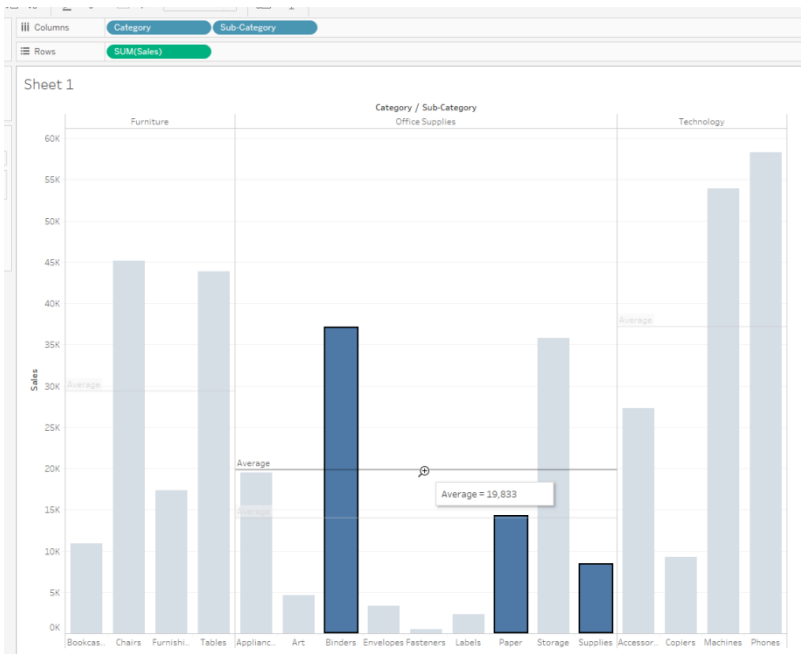 Columns
Category
Sub-Category
Rows
SUM(Sales)
Sheet 1
Category / Sub-Category
Furniture
Office Supplies
Technology
60K
55K
50K
45K
40K
35K
30K
25K
20K
15K
10K
5K
0K
Sales
Average
Average
Average
Average
Average = 19,833
Bookcas.. Chairs Furnishi.. Tables Applianc.. Art Binders Envelopes Fasteners Labels Paper Storage Supplies Accessor.. Copiers Machines Phones